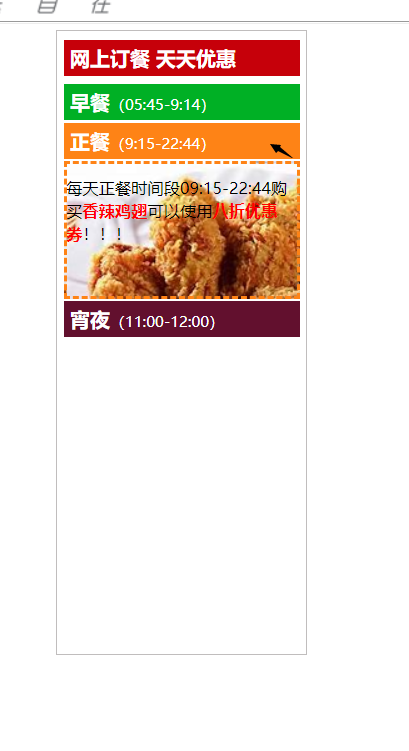 自 在
网上订餐 天天优惠
早餐 (05:45-9:14)
正餐 (9:15-22:44)
每天正餐时间段09:15-22:44购
买香辣鸡翅可以使用八折优惠
券！！！
宵夜 (11:00-12:00)